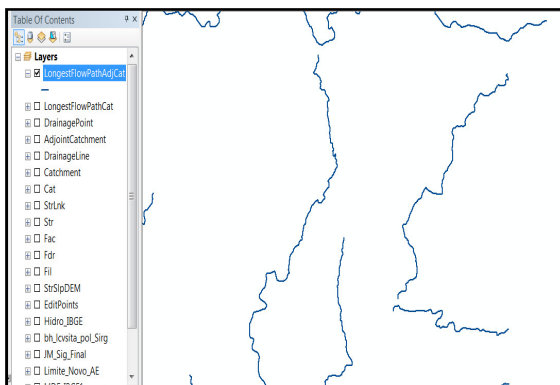 Table Of Contents
Layers
LongestFlowPathAdjCat
LongestFlowPathCat
DrainagePoint
AdjointCatchment
DrainageLine
Catchment
Cat
StrLnk
Str
Fac
Fdr
Fil
StrSlpDEM
EditPoints
Hidro_IBGE
bh_lcvsita_pol_Sirg
JM_Sig_Final
Limite_Novo_AE